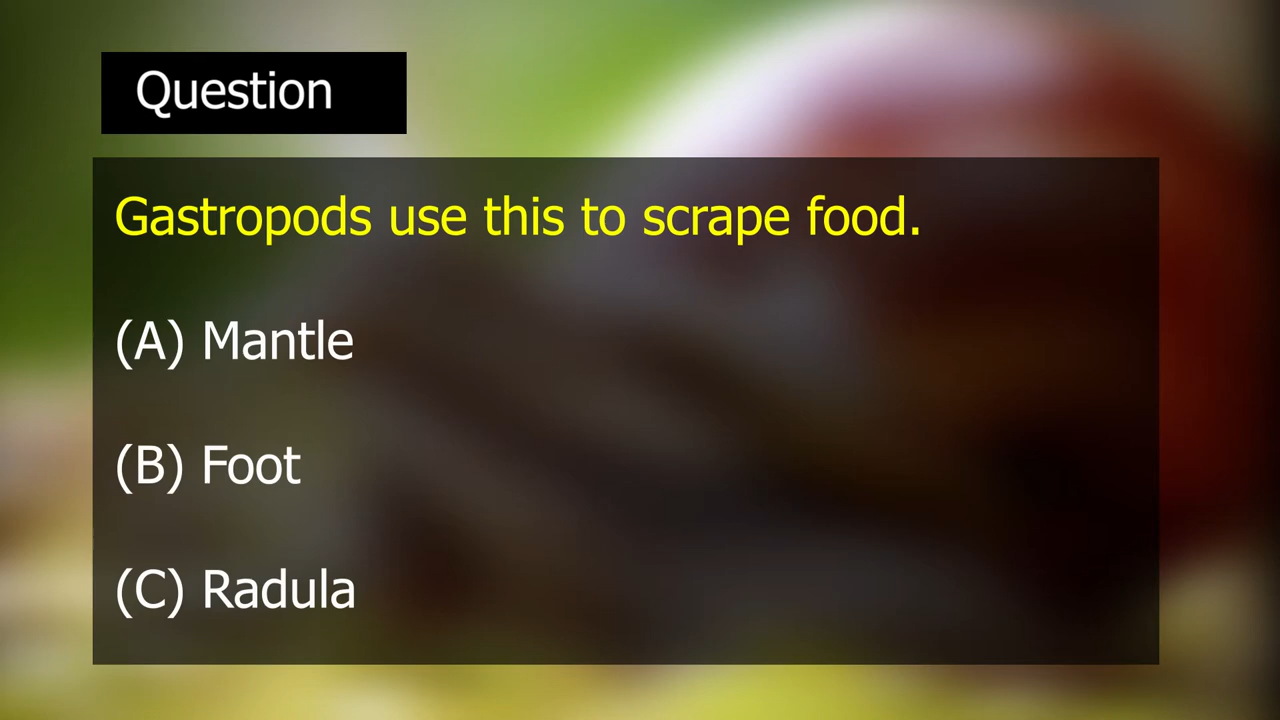 Question
Gastropods use this to scrape food.
(A) Mantle
(B) Foot
(C) Radula